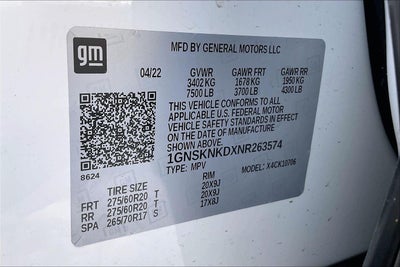 gm
MFD BY GENERAL MOTORS LLC
04/22 GVWR GAWR FRT GAWR RR
3402 KG 1678 KG 1950 KG
7500 LB 3700 LB 4300 LB
THIS VEHICLE CONFORMS TO ALL
APPLICABLE U.S. FEDERAL MOTOR
VEHICLE SAFETY STANDARDS IN EFFECT
ON THE DATE OF MANUFACTURE
SHOWN ABOVE.
1GNSKNKDXNR263574
8624 TYPE: MPV MODEL: X4CK10706
TIRE SIZE RIM
FRT 275/60R20 T 20X9J
RR 275/60R20 T 20X9J
SPA 265/70R17 S 17X8J